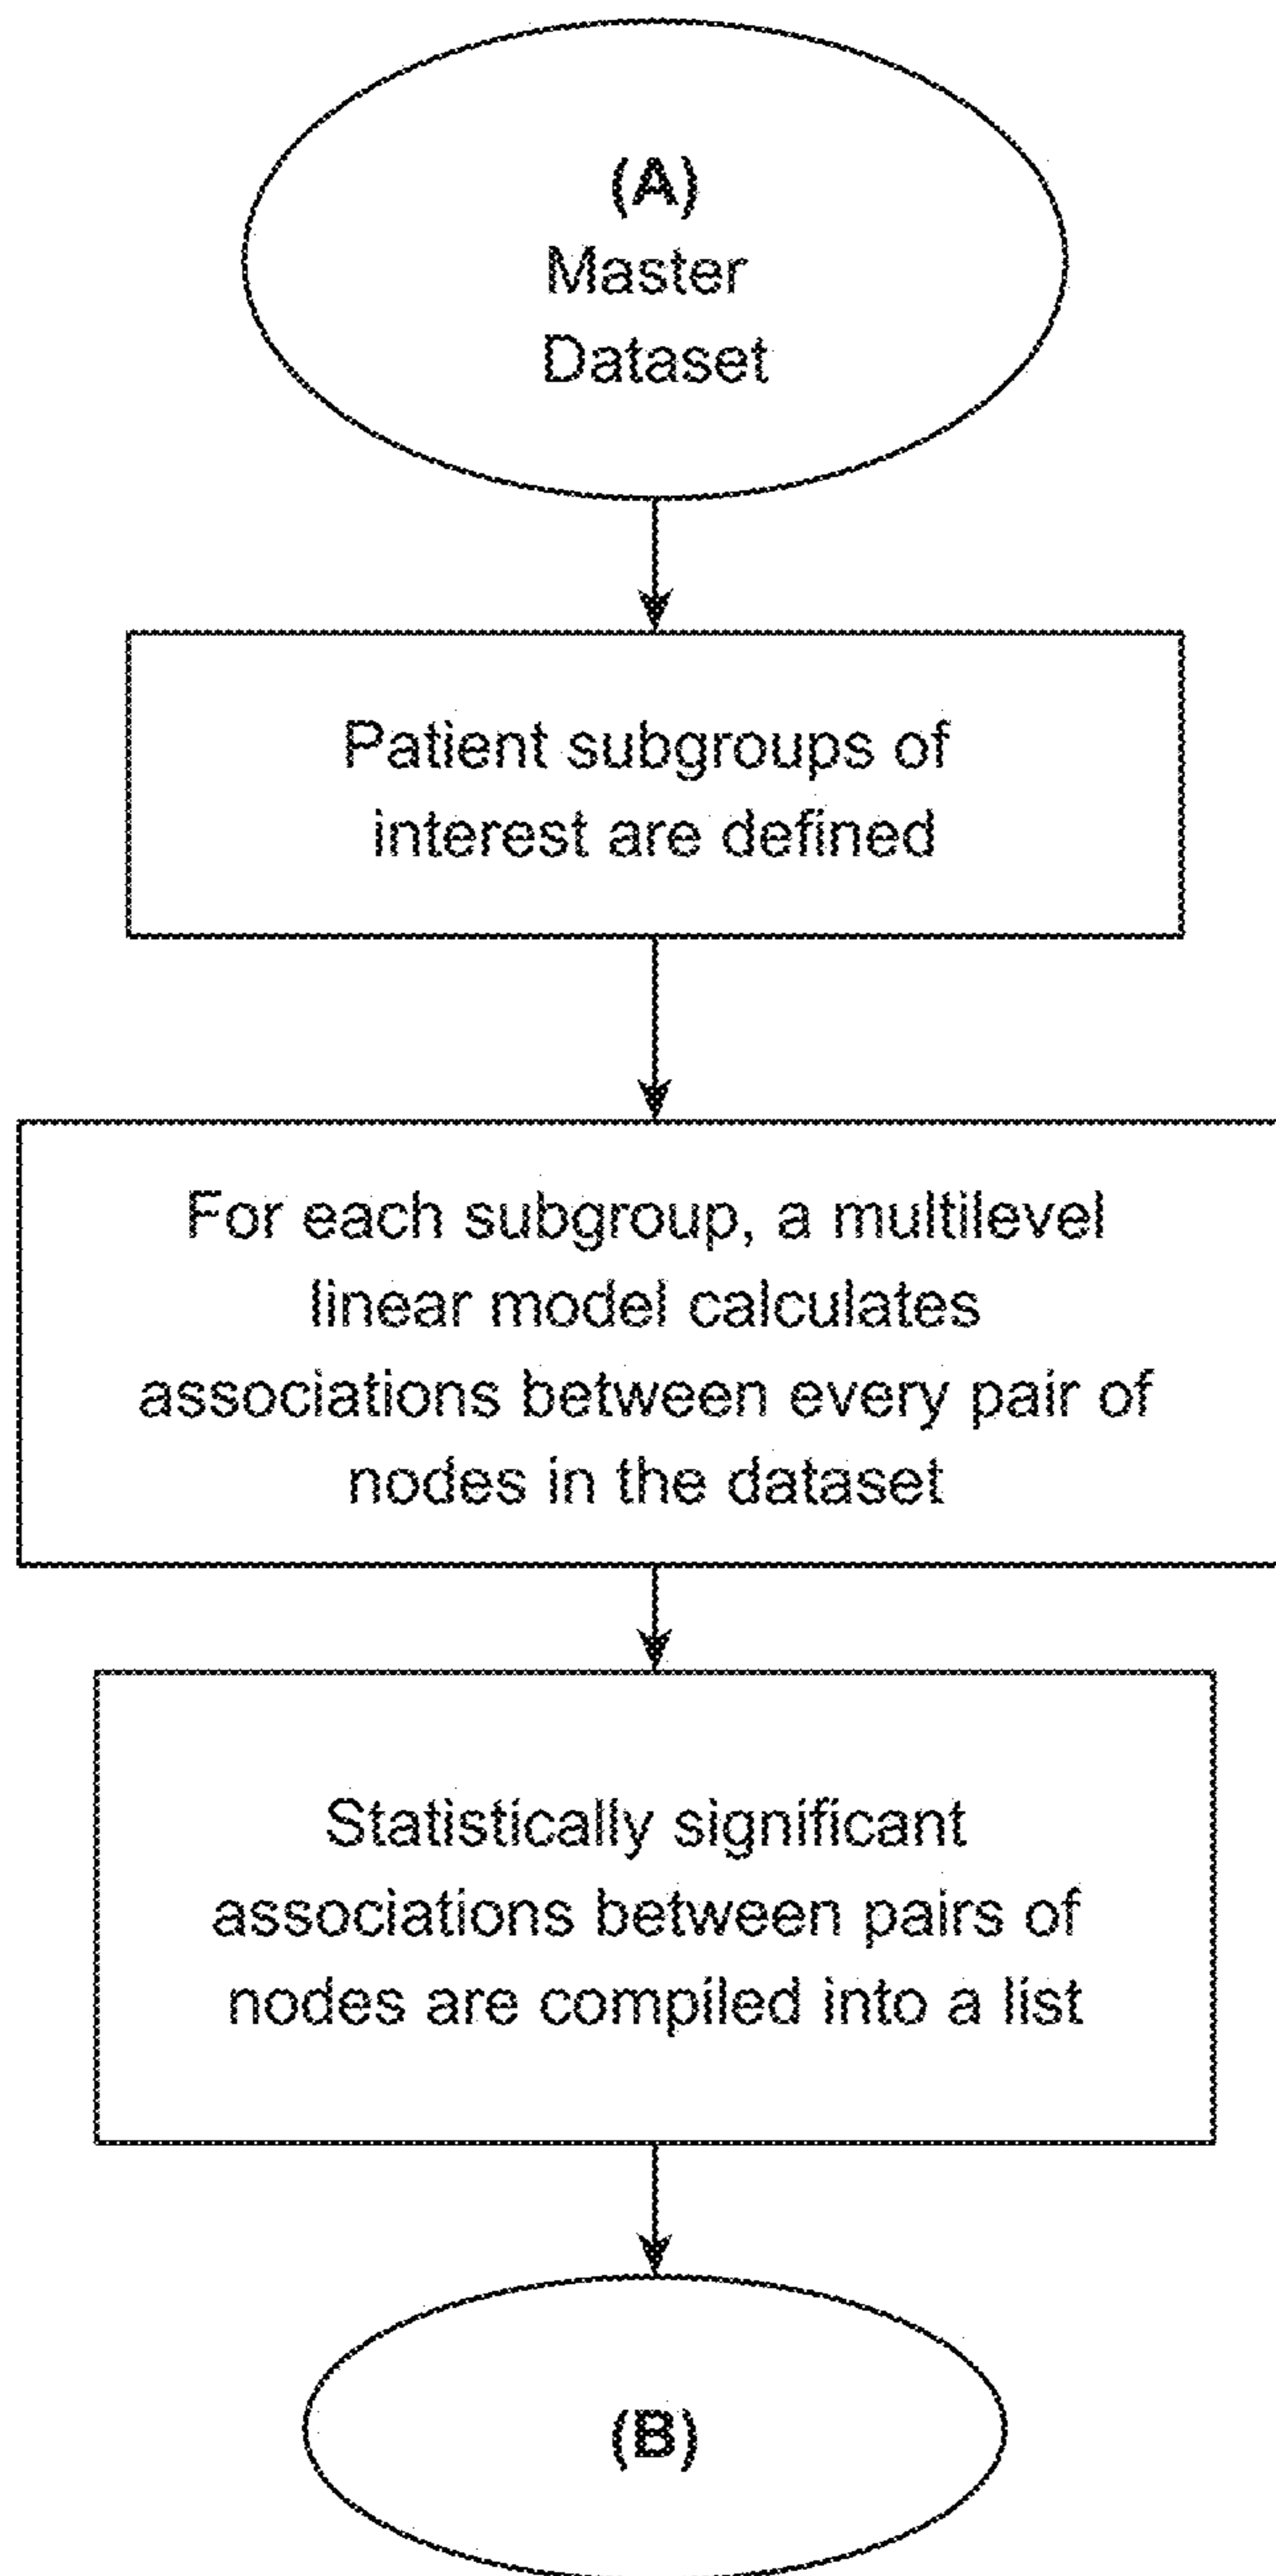 (A)
Master
Dataset
Patient subgroups of
interest are defined
For each subgroup, a multilevel
linear model calculates
associations between every pair of
nodes in the dataset
Statistically significant
associations between pairs of
nodes are compiled into a list
(B)